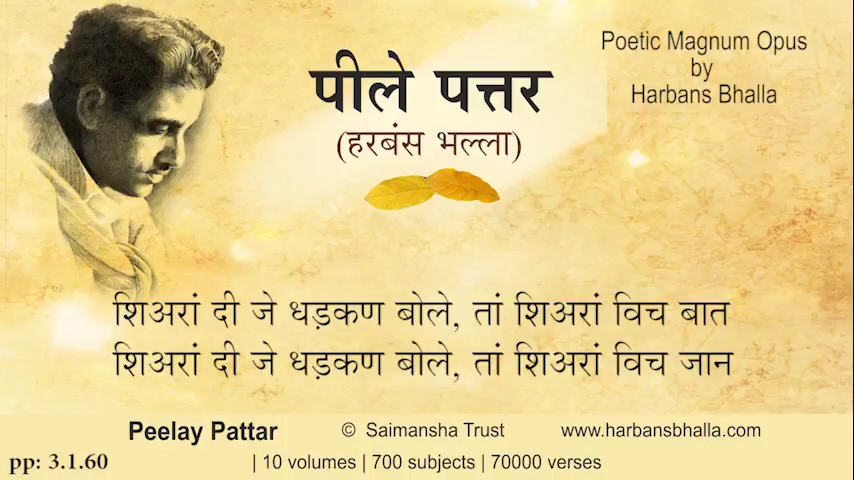 पीले पत्तर
(हरबंस भल्ला)
Poetic Magnum Opus
by
Harbans Bhalla
शिअरां दी जे धड़कण बोले, तां शिअरां विच बात
शिअरां दी जे धड़कण बोले, तां शिअरां विच जान
Peelay Pattar © Saimansha Trust www.harbansbhalla.com
pp: 3.1.60 | 10 volumes | 700 subjects | 70000 verses